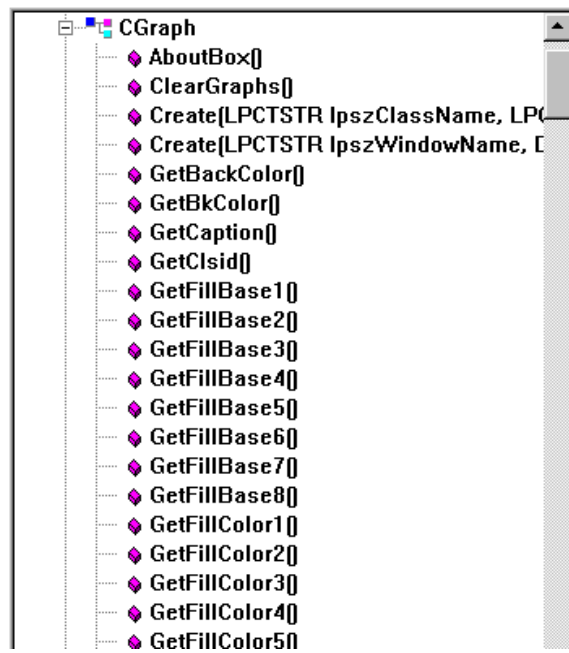 CGraph
AboutBox()
ClearGraphs()
Create(LPCTSTR lpszClassName, LPC
Create(LPCTSTR lpszWindowName, D
GetBackColor()
GetBkColor()
GetCaption()
GetClsid()
GetFillBase1()
GetFillBase2()
GetFillBase3()
GetFillBase4()
GetFillBase5()
GetFillBase6()
GetFillBase7()
GetFillBase8()
GetFillColor1()
GetFillColor2()
GetFillColor3()
GetFillColor4()
GetFillColor5()